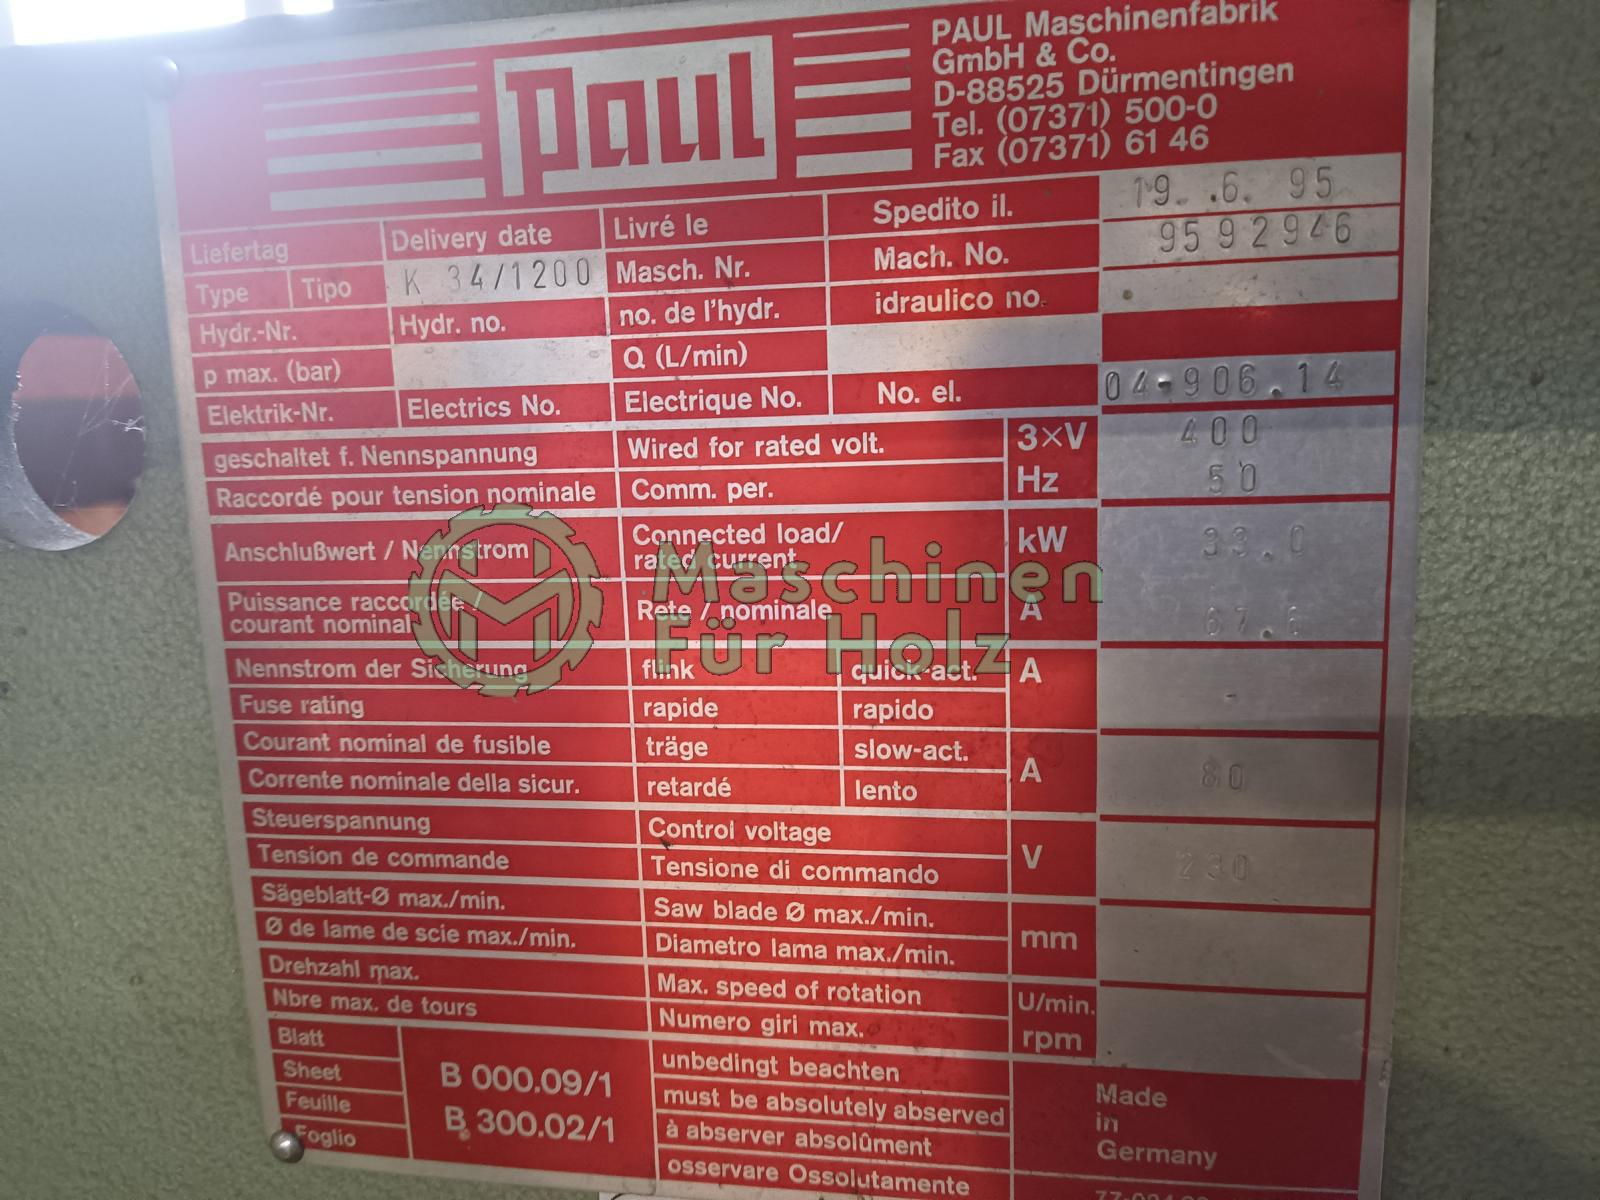 paul
PAUL Maschinenfabrik
GmbH & Co.
D-88525 Dürmentingen
Tel. (07371) 500-0
Fax (07371) 61 46
Liefertag Delivery date Livré le Spedito il. 19. .6. 95
Type Tipo K 34/1200 Masch. Nr. Mach. No. 9592946
Hydr.-Nr. Hydr. no. no. de l'hydr. idraulico no.
p max. (bar) Q (L/min)
Elektrik-Nr. Electrics No. Electrique No. No. el. 04-906.14
geschaltet f. Nennspannung Wired for rated volt. 3×V 400
Raccordé pour tension nominale Comm. per. Hz 50
Anschlußwert / Nennstrom Connected load/ kW 33.0
rated current
Puissance raccordée / Rete / nominale A 67.6
courant nominal
Nennstrom der Sicherung flink quick-act. A -
Fuse rating rapide rapido
Courant nominal de fusible träge slow-act. A 80
Corrente nominale della sicur. retardé lento
Steuerspannung Control voltage V 230
Tension de commande Tensione di commando
Sägeblatt-Ø max./min. Saw blade Ø max./min. mm
Ø de lame de scie max./min. Diametro lama max./min.
Drehzahl max. Max. speed of rotation U/min.
Nbre max. de tours Numero giri max. rpm
Blatt B 000.09/1 unbedingt beachten Made
Sheet must be absolutely abserved in
Feuille B 300.02/1 à abserver absolûment Germany
Foglio osservare Ossolutamente
Maschinen
Für Holz